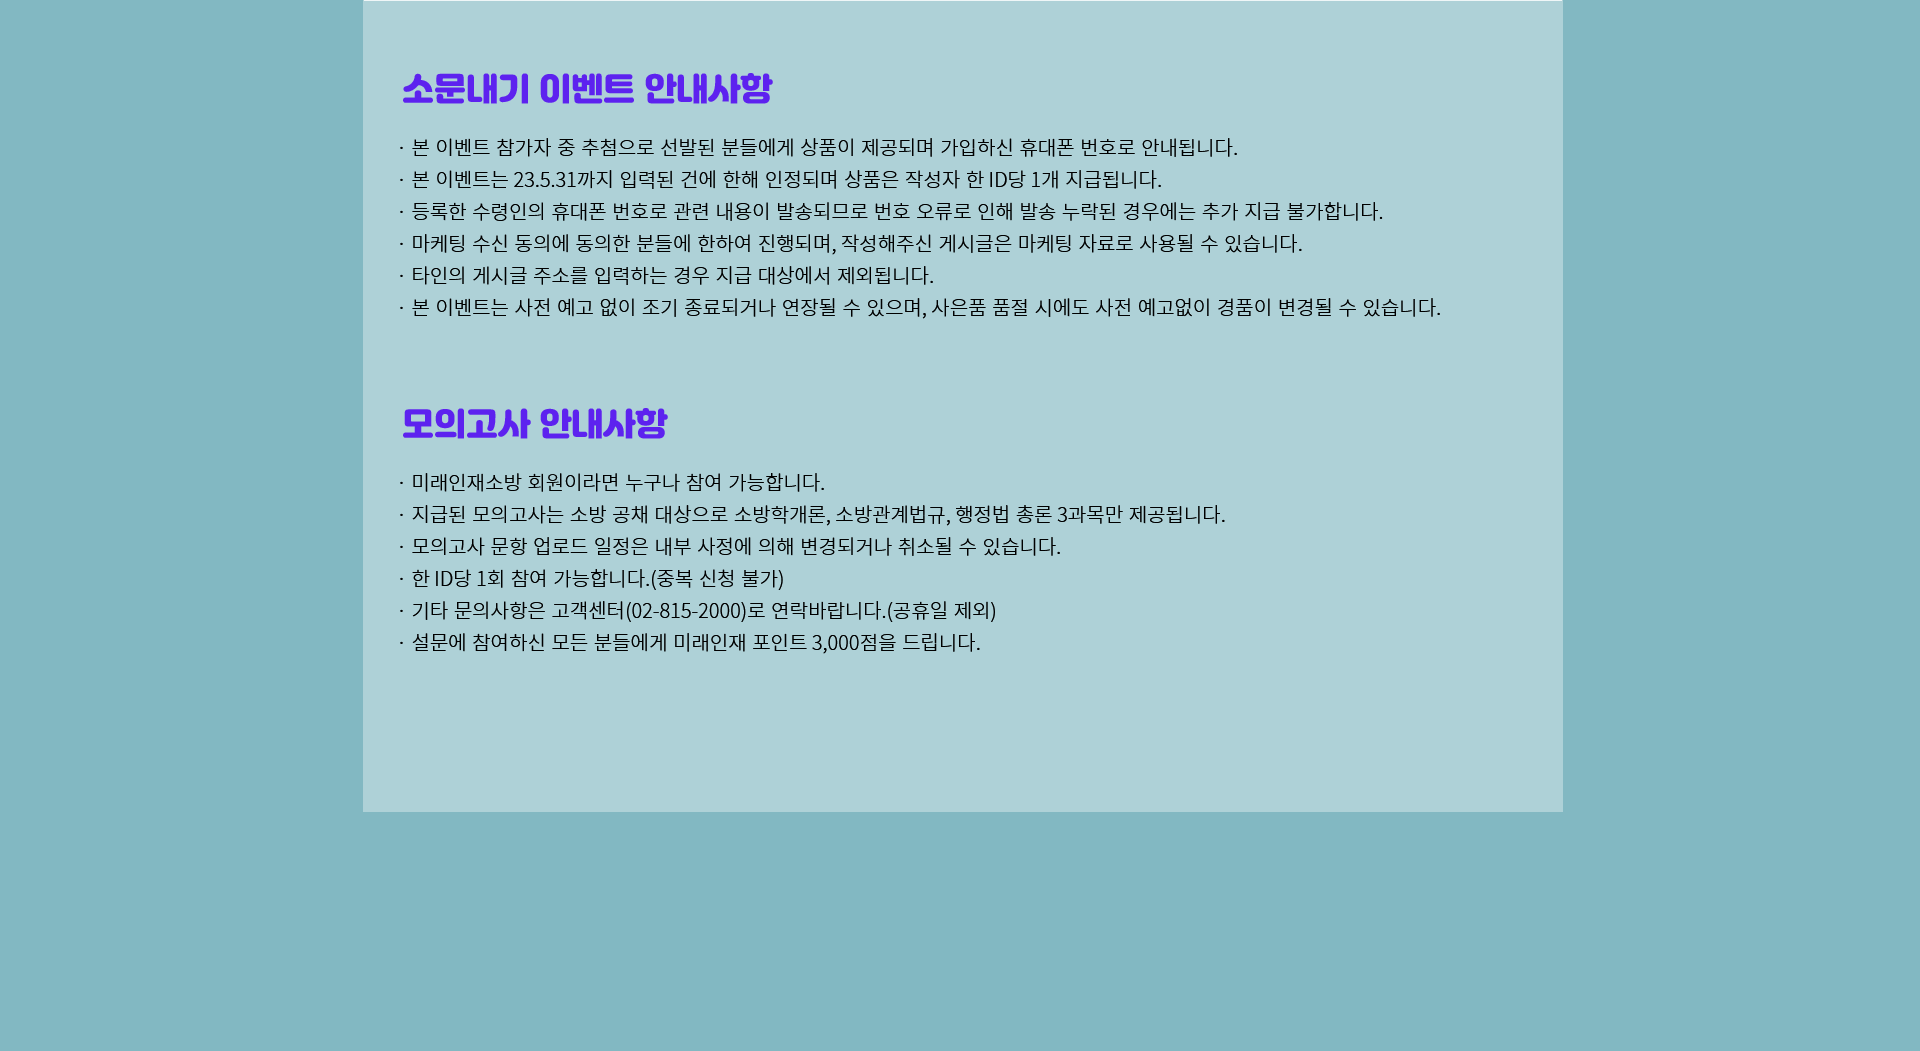 소문내기 이벤트 안내사항
· 본 이벤트 참가자 중 추첨으로 선발된 분들에게 상품이 제공되며 가입하신 휴대폰 번호로 안내됩니다.
· 본 이벤트는 23.5.31까지 입력된 건에 한해 인정되며 상품은 작성자 한 ID당 1개 지급됩니다.
· 등록한 수령인의 휴대폰 번호로 관련 내용이 발송되므로 번호 오류로 인해 발송 누락된 경우에는 추가 지급 불가합니다.
· 마케팅 수신 동의에 동의한 분들에 한하여 진행되며, 작성해주신 게시글은 마케팅 자료로 사용될 수 있습니다.
· 타인의 게시글 주소를 입력하는 경우 지급 대상에서 제외됩니다.
· 본 이벤트는 사전 예고 없이 조기 종료되거나 연장될 수 있으며, 사은품 품절 시에도 사전 예고없이 경품이 변경될 수 있습니다.
모의고사 안내사항
· 미래인재소방 회원이라면 누구나 참여 가능합니다.
· 지급된 모의고사는 소방 공채 대상으로 소방학개론, 소방관계법규, 행정법 총론 3과목만 제공됩니다.
· 모의고사 문항 업로드 일정은 내부 사정에 의해 변경되거나 취소될 수 있습니다.
· 한 ID당 1회 참여 가능합니다.(중복 신청 불가)
· 기타 문의사항은 고객센터(02-815-2000)로 연락바랍니다.(공휴일 제외)
· 설문에 참여하신 모든 분들에게 미래인재 포인트 3,000점을 드립니다.